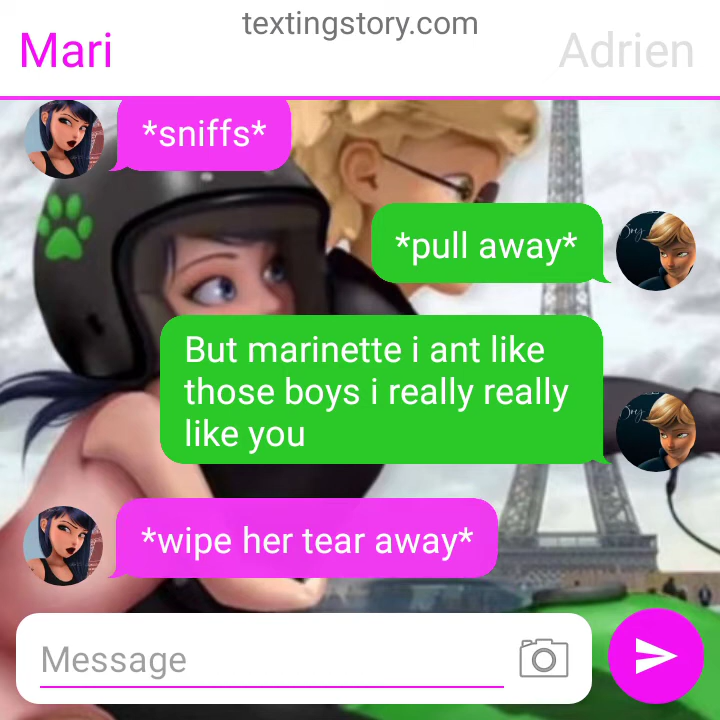 textingstory.com
Mari
Adrien
*sniffs*
*pull away*
But marinette i ant like
those boys i really really
like you
*wipe her tear away*
Message